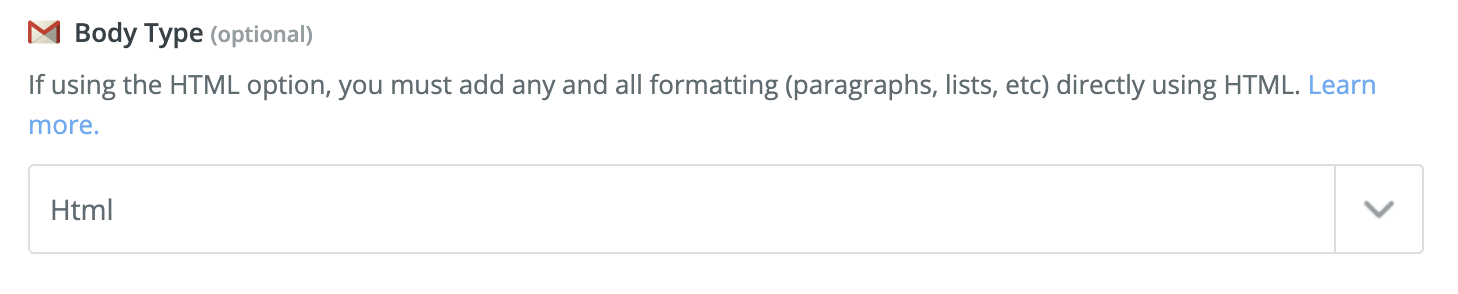 Body Type (optional)
If using the HTML option, you must add any and all formatting (paragraphs, lists, etc) directly using HTML. Learn
more.
Html